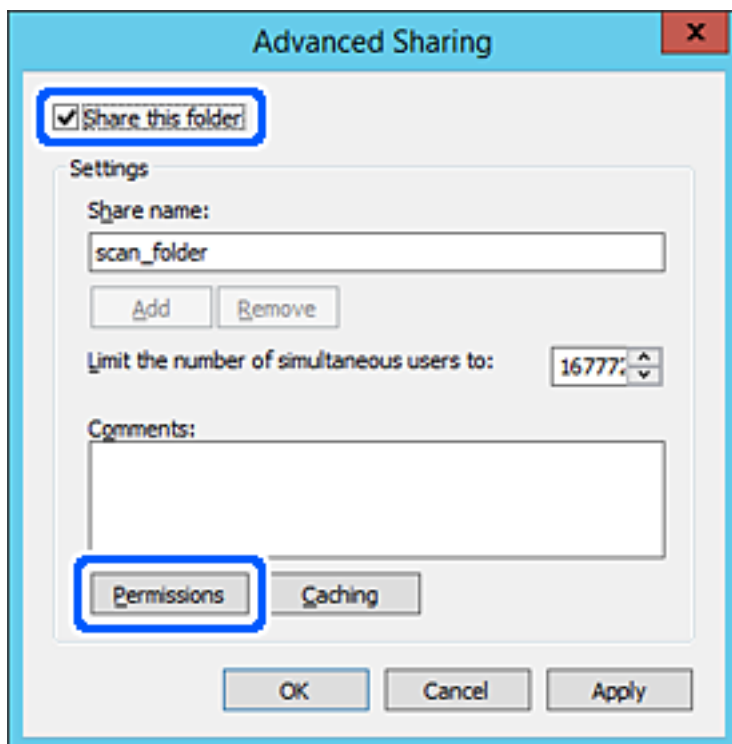 Advanced Sharing
x
Share this folder
Settings
Share name:
scan_folder
Add Remove
Limit the number of simultaneous users to:
Comments:
Permissions Caching
OK Cancel Apply